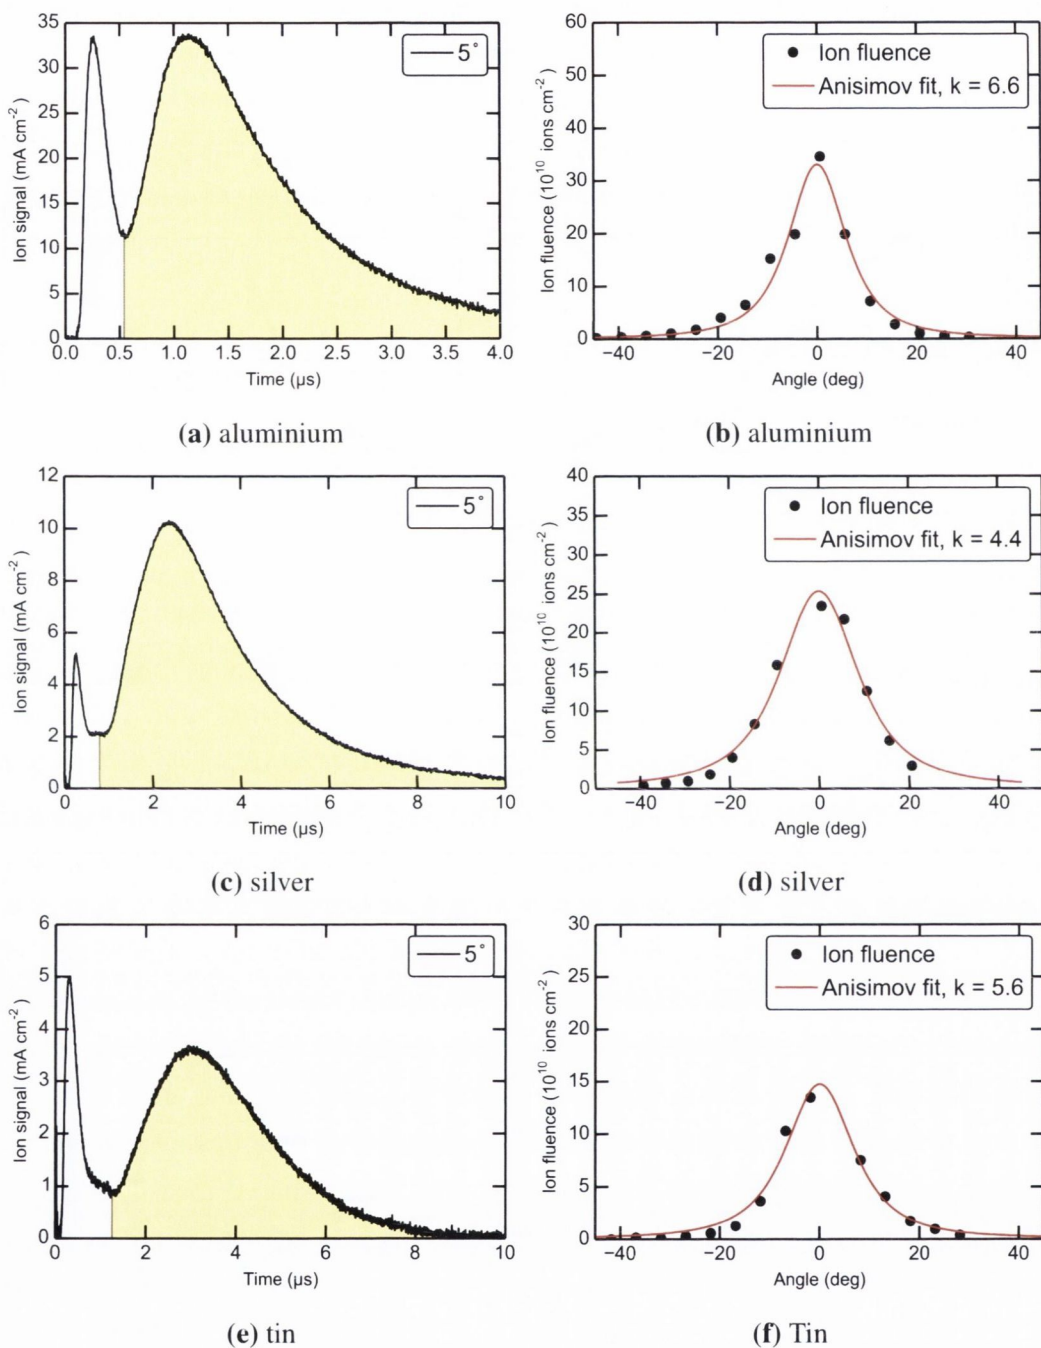 35
30
25
20
15
10
5
0
Ion signal (mA cm-2)
5°
0.0 0.5 1.0 1.5 2.0 2.5 3.0 3.5 4.0
Time (μs)
(a) aluminium
60
50
40
30
20
10
0
Ion fluence (10^10 ions cm^-2)
Ion fluence
Anisimov fit, k = 6.6
−40 −20 0 20 40
Angle (deg)
(b) aluminium
12
10
8
6
4
2
0
Ion signal (mA cm-2)
5°
0 2 4 6 8 10
Time (μs)
(c) silver
40
35
30
25
20
15
10
5
0
Ion fluence (10^10 ions cm^-2)
Ion fluence
Anisimov fit, k = 4.4
−40 −20 0 20 40
Angle (deg)
(d) silver
6
5
4
3
2
1
0
Ion signal (mA cm-2)
5°
0 2 4 6 8 10
Time (μs)
(e) tin
30
25
20
15
10
5
0
Ion fluence (10^10 ions cm^-2)
Ion fluence
Anisimov fit, k = 5.6
−40 −20 0 20 40
Angle (deg)
(f) Tin